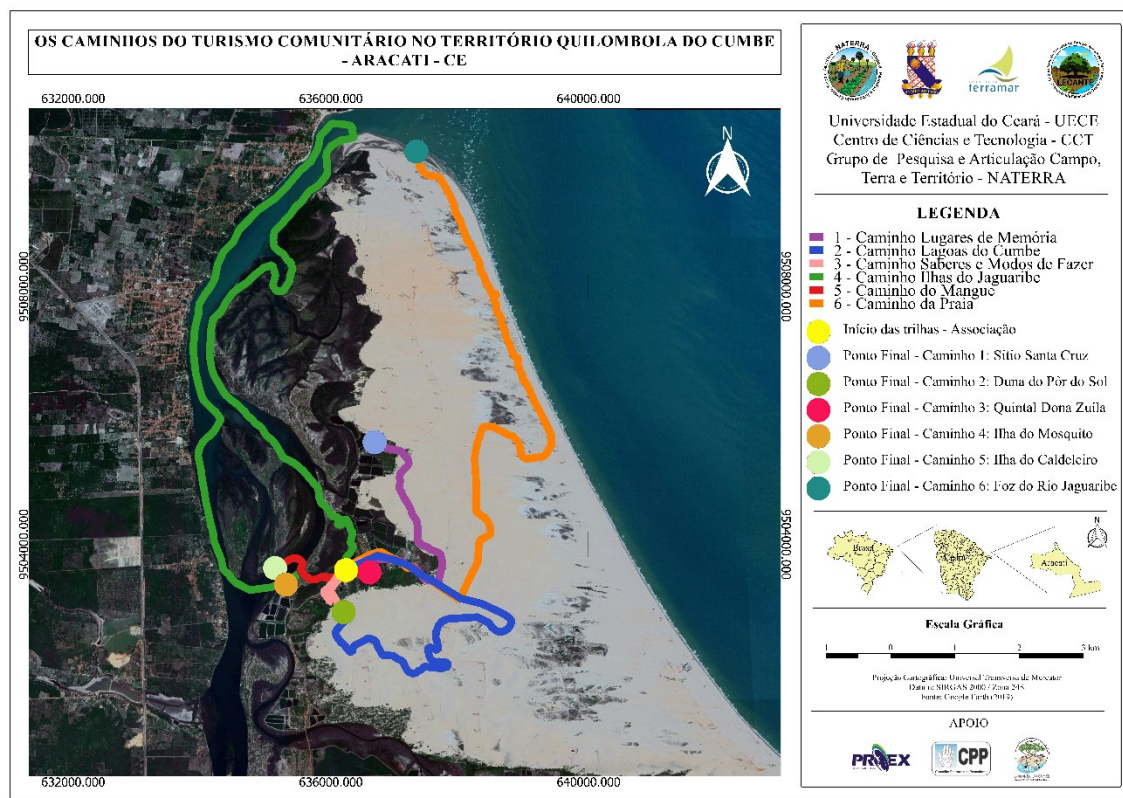 OS CAMINHOS DO TURISMO COMUNITÁRIO NO TERRITÓRIO QUILOMBOLA DO CUMBE
- ARACATI - CE
632000.000 636000.000 640000.000
N
9508000.000 9508000.000
9504000.000 9504000.000
632000.000 636000.000 640000.000
NATERRA
terramar
LECANTE
Universidade Estadual do Ceará - UECE
Centro de Ciências e Tecnologia - CCT
Grupo de Pesquisa e Articulação Campo,
Terra e Território - NATERRA
LEGENDA
1 - Caminho Lugares de Memória
2 - Caminho Lagoas do Cumbe
3 - Caminho Saberes e Modos de Fazer
4 - Caminho Ilhas do Jaguaribe
5 - Caminho do Mangue
6 - Caminho da Praia
Início das trilhas - Associação
Ponto Final - Caminho 1: Sítio Santa Cruz
Ponto Final - Caminho 2: Duna do Pôr do Sol
Ponto Final - Caminho 3: Quintal Dona Zuíla
Ponto Final - Caminho 4: Ilha do Mosquito
Ponto Final - Caminho 5: Ilha do Caldeleiro
Ponto Final - Caminho 6: Foz do Rio Jaguaribe
N
Brasil
Ceará
Aracati
Escala Gráfica
1 0 1 2 3 km
Projeção Cartográfica: Universal Transversa de Mercator
Datum: SIRGAS 2000 / Zona 24S
Fonte: Google Earth (2019)
APOIO
PROEX
CPP